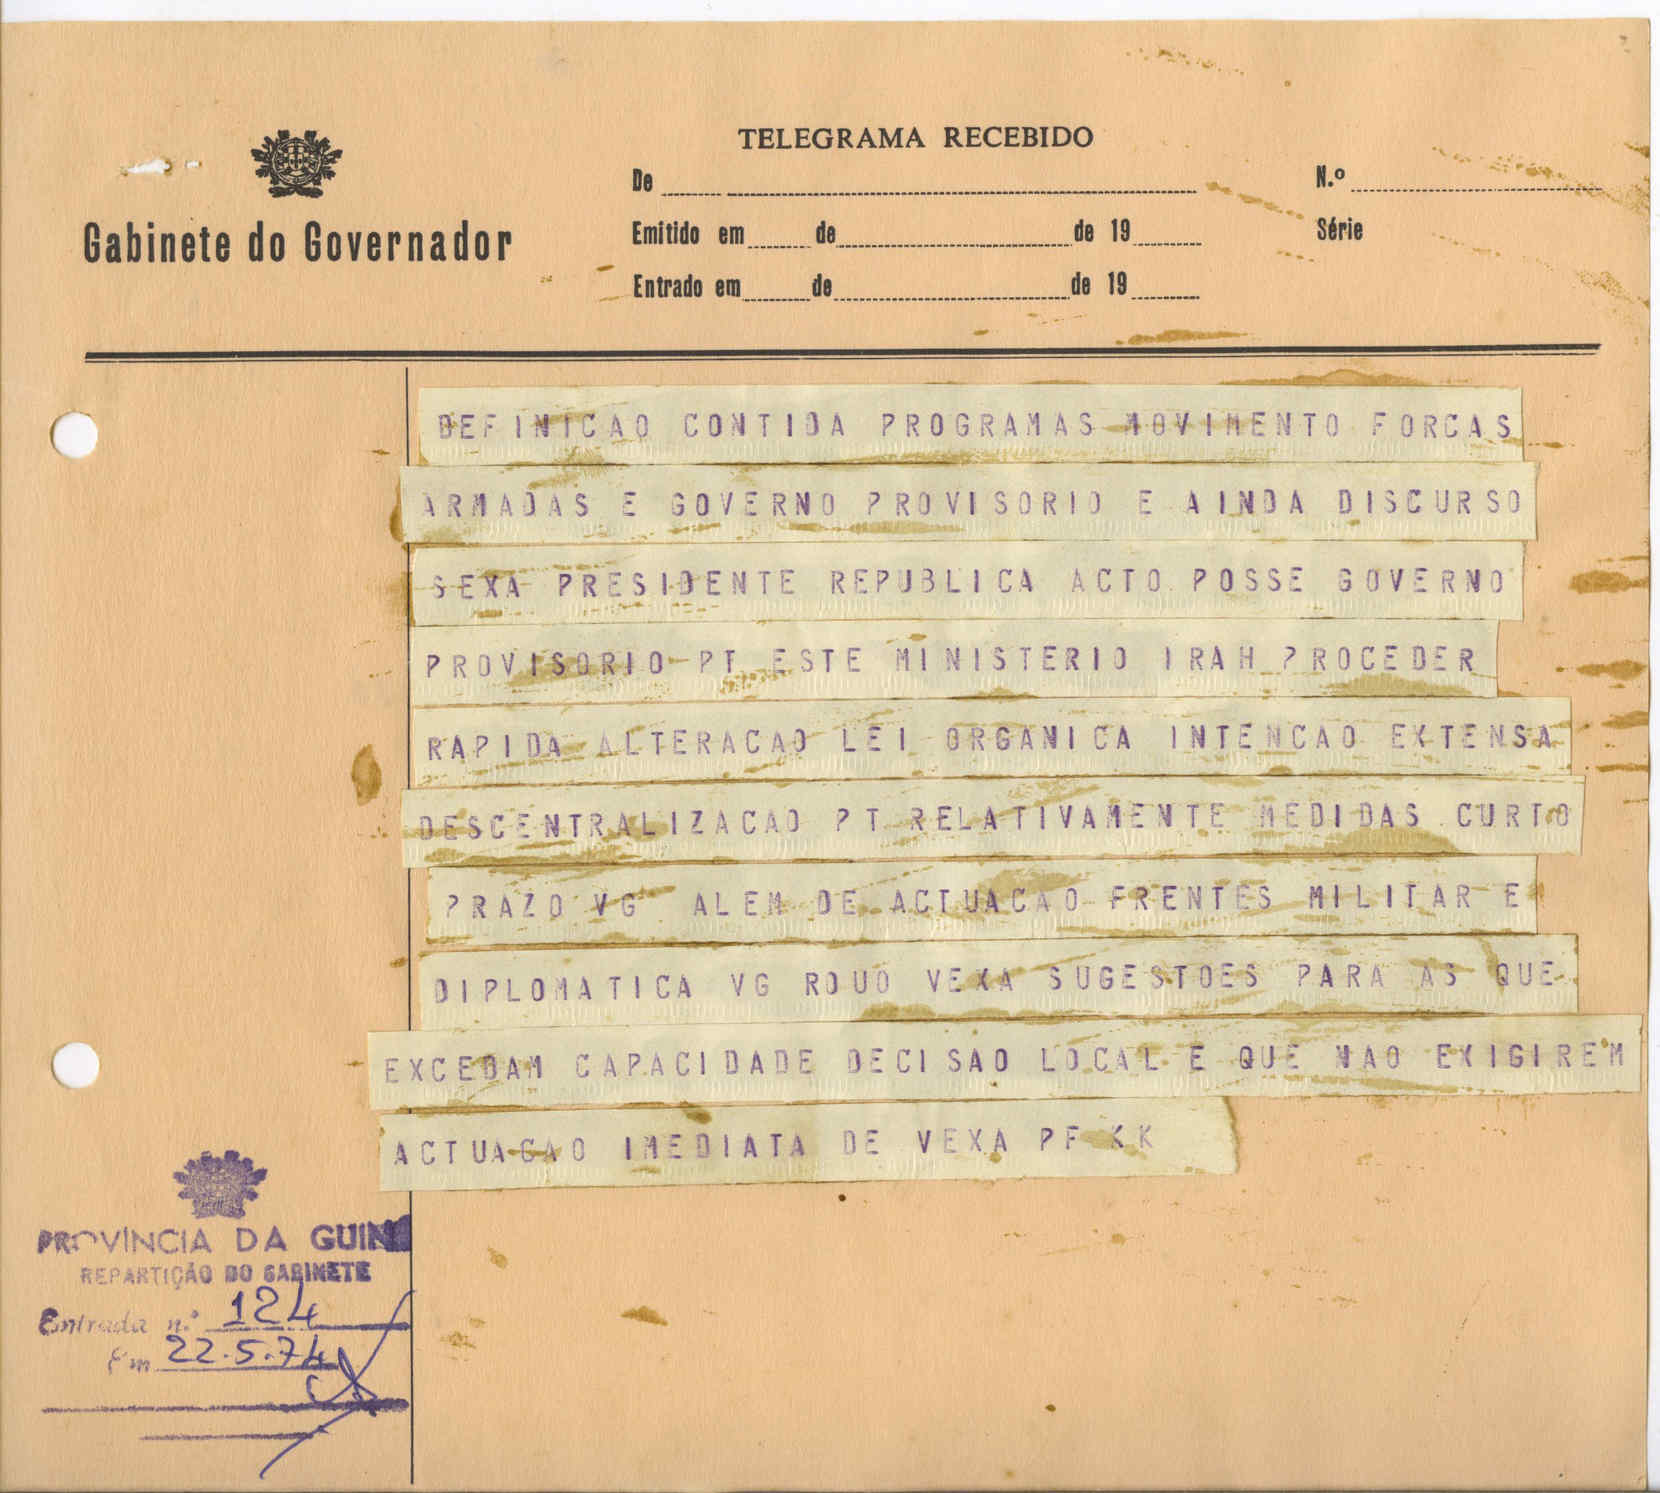 TELEGRAMA RECEBIDO
De
N.º
Gabinete do Governador
Emitido em de de 19
Série
Entrado em de de 19
DEFINICAO CONTIDA PROGRAMAS MOVIMENTO FORCAS
ARMADAS E GOVERNO PROVISORIO E AINDA DISCURSO
SEXA PRESIDENTE REPUBLICA ACTO POSSE GOVERNO
PROVISORIO PT ESTE MINISTERIO IRAH PROCEDER
RAPIDA ALTERACAO LEI ORGANICA INTENCAO EXTENSA
DESCENTRALIZACAO PT RELATIVAMENTE MEDIDAS CURTO
PRAZO VG ALEM DE ACTUACAO FRENTES MILITAR E
DIPLOMATICA VG ROUO VEXA SUGESTOES PARA AS QUE
EXCEDAM CAPACIDADE DECISAO LOCAL E QUE NAO EXIGIREM
ACTUACAO IMEDIATA DE VEXA PF KK
PROVÍNCIA DA GUIN
REPARTIÇÃO DO GABINETE
Entrada n.º 124
Em 22.5.74